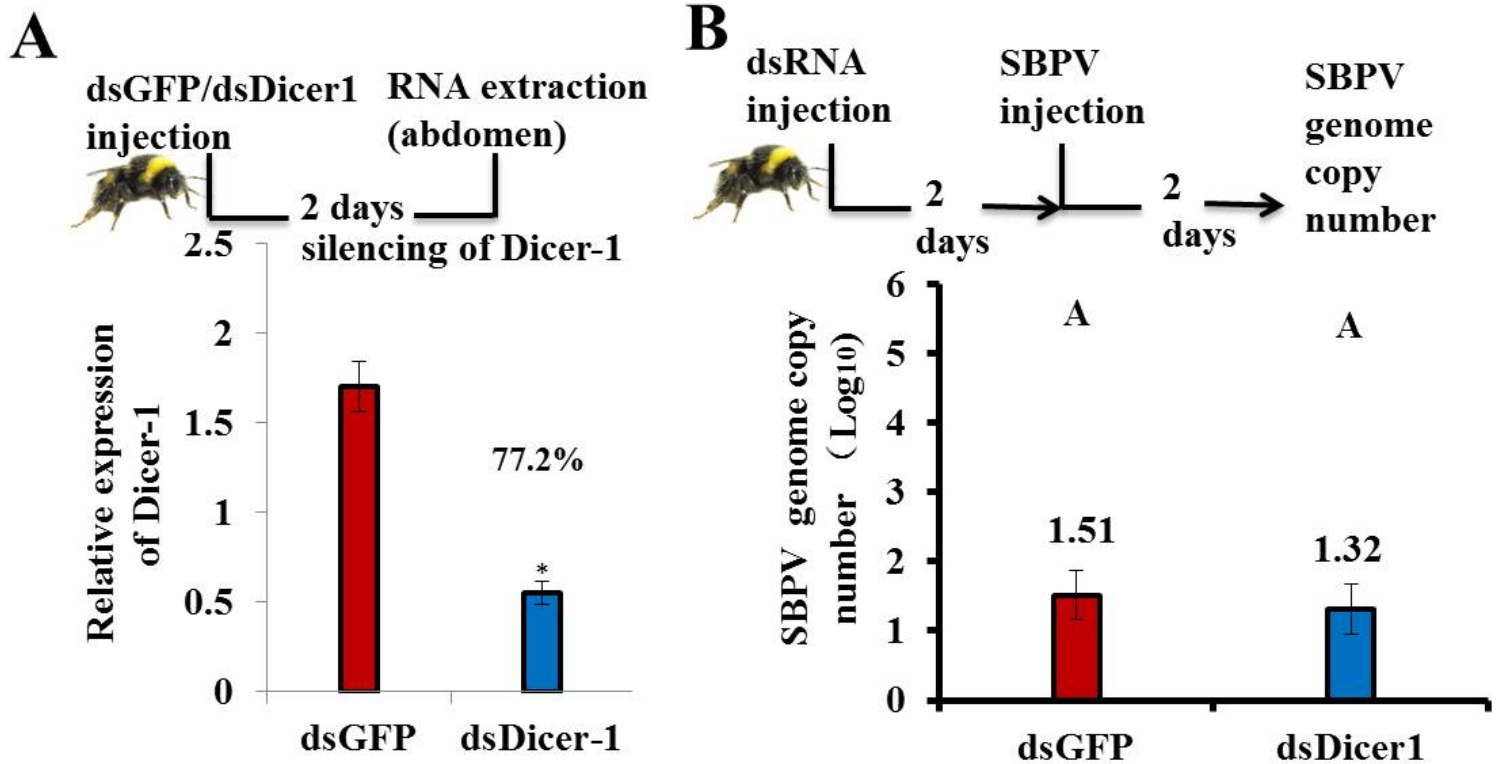 A
dsGFP/dsDicer1
injection
RNA extraction
(abdomen)
2 days
silencing of Dicer-1
2.5
2
1.5
1
0.5
0
Relative expression
of Dicer-1
77.2%
*
dsGFP
dsDicer-1
B
dsRNA
injection
SBPV
injection
SBPV
genome
copy
number
2
days
2
days
6
5
4
3
2
1
0
SBPV genome copy
number (Log10)
A
A
1.51
1.32
dsGFP
dsDicer1